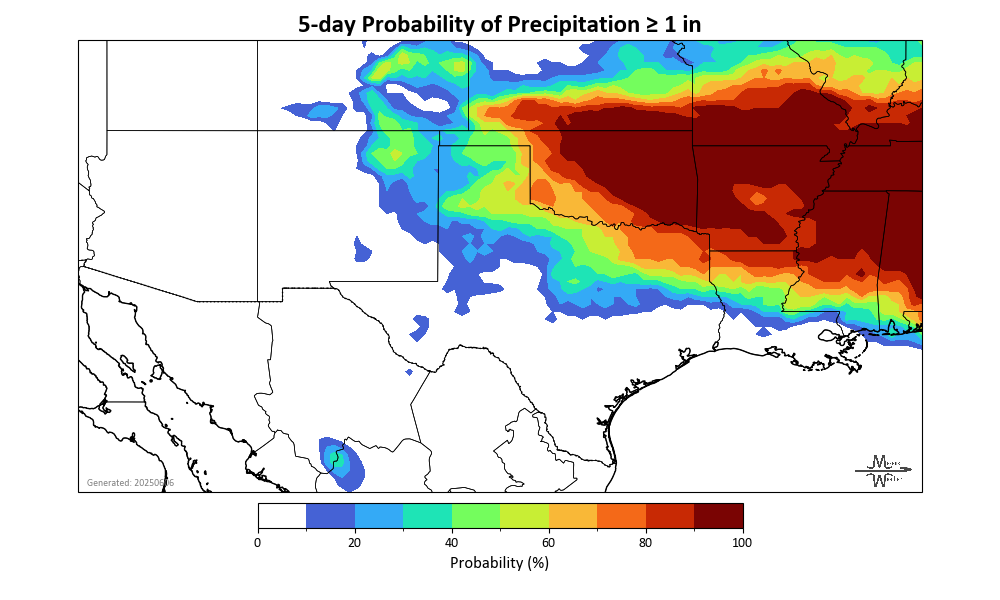 5-day Probability of Precipitation ≥ 1 in
Generated: 20250606
0 20 40 60 80 100
Probability (%)